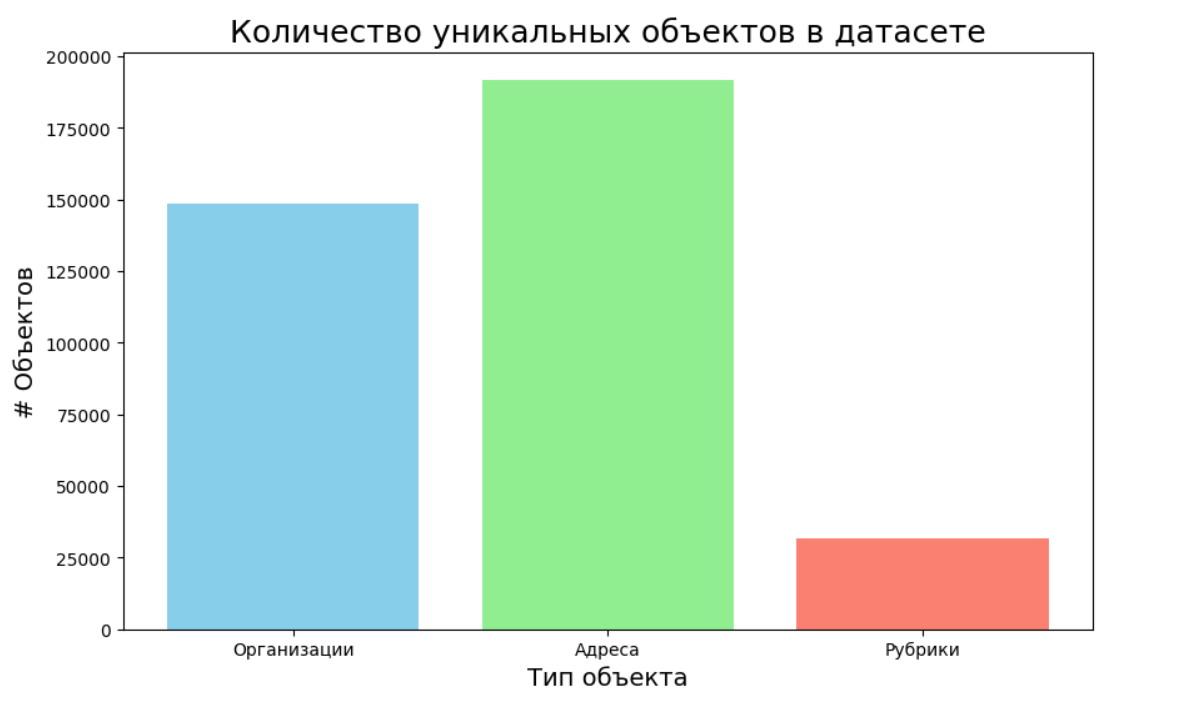 Количество уникальных объектов в датасете
200000
175000
150000
125000
100000
75000
50000
25000
0
# Объектов
Организации
Адреса
Рубрики
Тип объекта